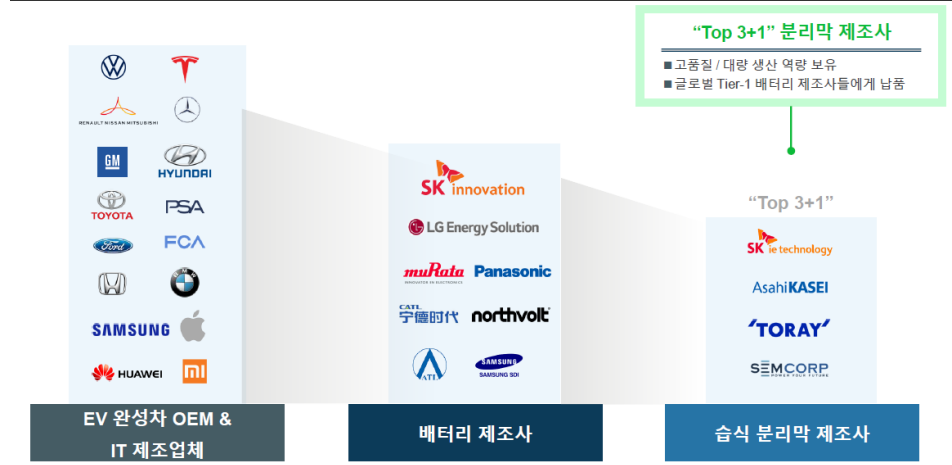 “Top 3+1” 분리막 제조사
■ 고품질 / 대량 생산 역량 보유
■ 글로벌 Tier-1 배터리 제조사들에게 납품
RENAULT NISSAN MITSUBISHI
GM
HYUNDAI
TOYOTA
PSA
Ford
FCA
BMW
SAMSUNG
HUAWEI
MI
EV 완성차 OEM &
IT 제조업체
SK innovation
LG Energy Solution
muRata
INNOVATOR IN ELECTRONICS
Panasonic
CATL
宁德时代
northvolt
ATL
SAMSUNG
SAMSUNG SDI
배터리 제조사
“Top 3+1”
SK ie technology
AsahiKASEI
'TORAY'
SEMCORP
POWER YOUR FUTURE
습식 분리막 제조사